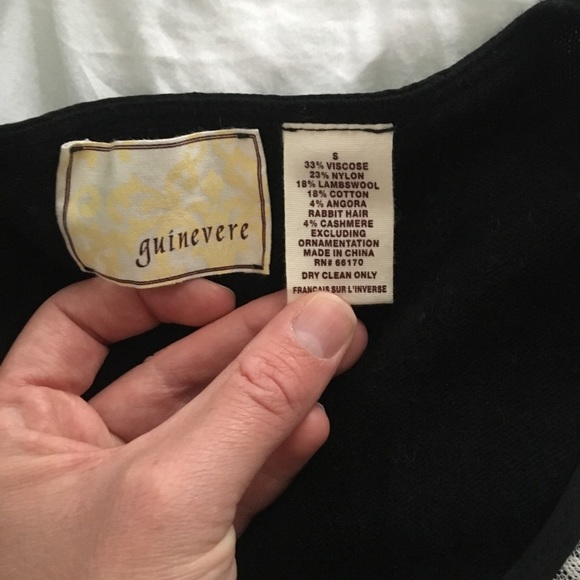 guinevere
S
33% VISCOSE
23% NYLON
18% LAMBSWOOL
18% COTTON
4% ANGORA
RABBIT HAIR
4% CASHMERE
EXCLUDING
ORNAMENTATION
MADE IN CHINA
RN# 66170
DRY CLEAN ONLY
FRANCAIS SUR L'INVERSE